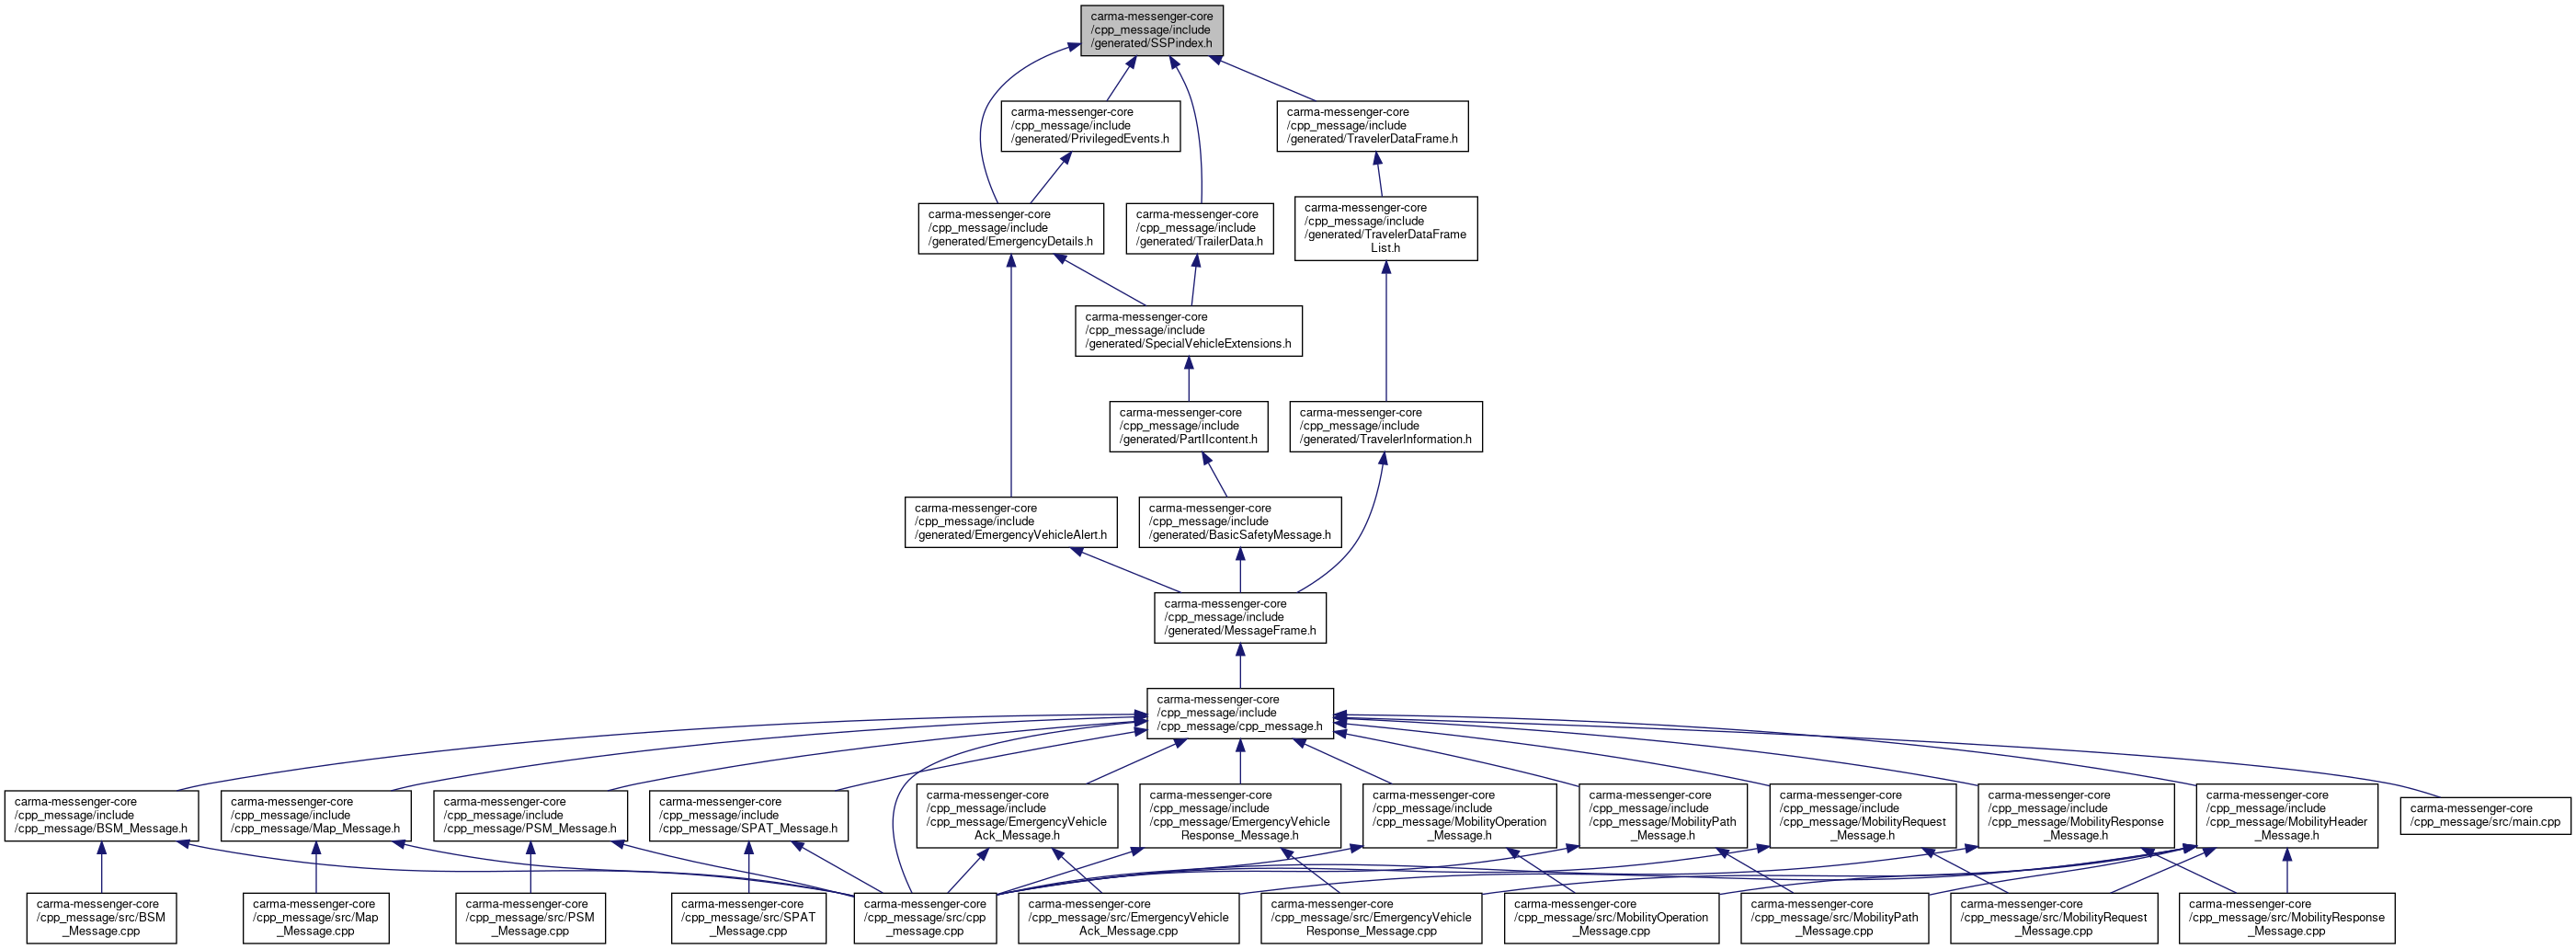 carma-messenger-core
/cpp_message/include
/generated/SSPindex.h
carma-messenger-core
/cpp_message/include
/generated/PrivilegedEvents.h
carma-messenger-core
/cpp_message/include
/generated/TravelerDataFrame.h
carma-messenger-core
/cpp_message/include
/generated/EmergencyDetails.h
carma-messenger-core
/cpp_message/include
/generated/TrailerData.h
carma-messenger-core
/cpp_message/include
/generated/TravelerDataFrame
List.h
carma-messenger-core
/cpp_message/include
/generated/SpecialVehicleExtensions.h
carma-messenger-core
/cpp_message/include
/generated/PartIIcontent.h
carma-messenger-core
/cpp_message/include
/generated/TravelerInformation.h
carma-messenger-core
/cpp_message/include
/generated/EmergencyVehicleAlert.h
carma-messenger-core
/cpp_message/include
/generated/BasicSafetyMessage.h
carma-messenger-core
/cpp_message/include
/generated/MessageFrame.h
carma-messenger-core
/cpp_message/include
/cpp_message/cpp_message.h
carma-messenger-core
/cpp_message/include
/cpp_message/BSM_Message.h
carma-messenger-core
/cpp_message/include
/cpp_message/Map_Message.h
carma-messenger-core
/cpp_message/include
/cpp_message/PSM_Message.h
carma-messenger-core
/cpp_message/include
/cpp_message/SPAT_Message.h
carma-messenger-core
/cpp_message/include
/cpp_message/EmergencyVehicle
Ack_Message.h
carma-messenger-core
/cpp_message/include
/cpp_message/EmergencyVehicle
Response_Message.h
carma-messenger-core
/cpp_message/include
/cpp_message/MobilityOperation
_Message.h
carma-messenger-core
/cpp_message/include
/cpp_message/MobilityPath
_Message.h
carma-messenger-core
/cpp_message/include
/cpp_message/MobilityRequest
_Message.h
carma-messenger-core
/cpp_message/include
/cpp_message/MobilityResponse
_Message.h
carma-messenger-core
/cpp_message/include
/cpp_message/MobilityHeader
_Message.h
carma-messenger-core
/cpp_message/src/main.cpp
carma-messenger-core
/cpp_message/src/BSM
_Message.cpp
carma-messenger-core
/cpp_message/src/Map
_Message.cpp
carma-messenger-core
/cpp_message/src/PSM
_Message.cpp
carma-messenger-core
/cpp_message/src/SPAT
_Message.cpp
carma-messenger-core
/cpp_message/src/cpp
_message.cpp
carma-messenger-core
/cpp_message/src/EmergencyVehicle
Ack_Message.cpp
carma-messenger-core
/cpp_message/src/EmergencyVehicle
Response_Message.cpp
carma-messenger-core
/cpp_message/src/MobilityOperation
_Message.cpp
carma-messenger-core
/cpp_message/src/MobilityPath
_Message.cpp
carma-messenger-core
/cpp_message/src/MobilityRequest
_Message.cpp
carma-messenger-core
/cpp_message/src/MobilityResponse
_Message.cpp